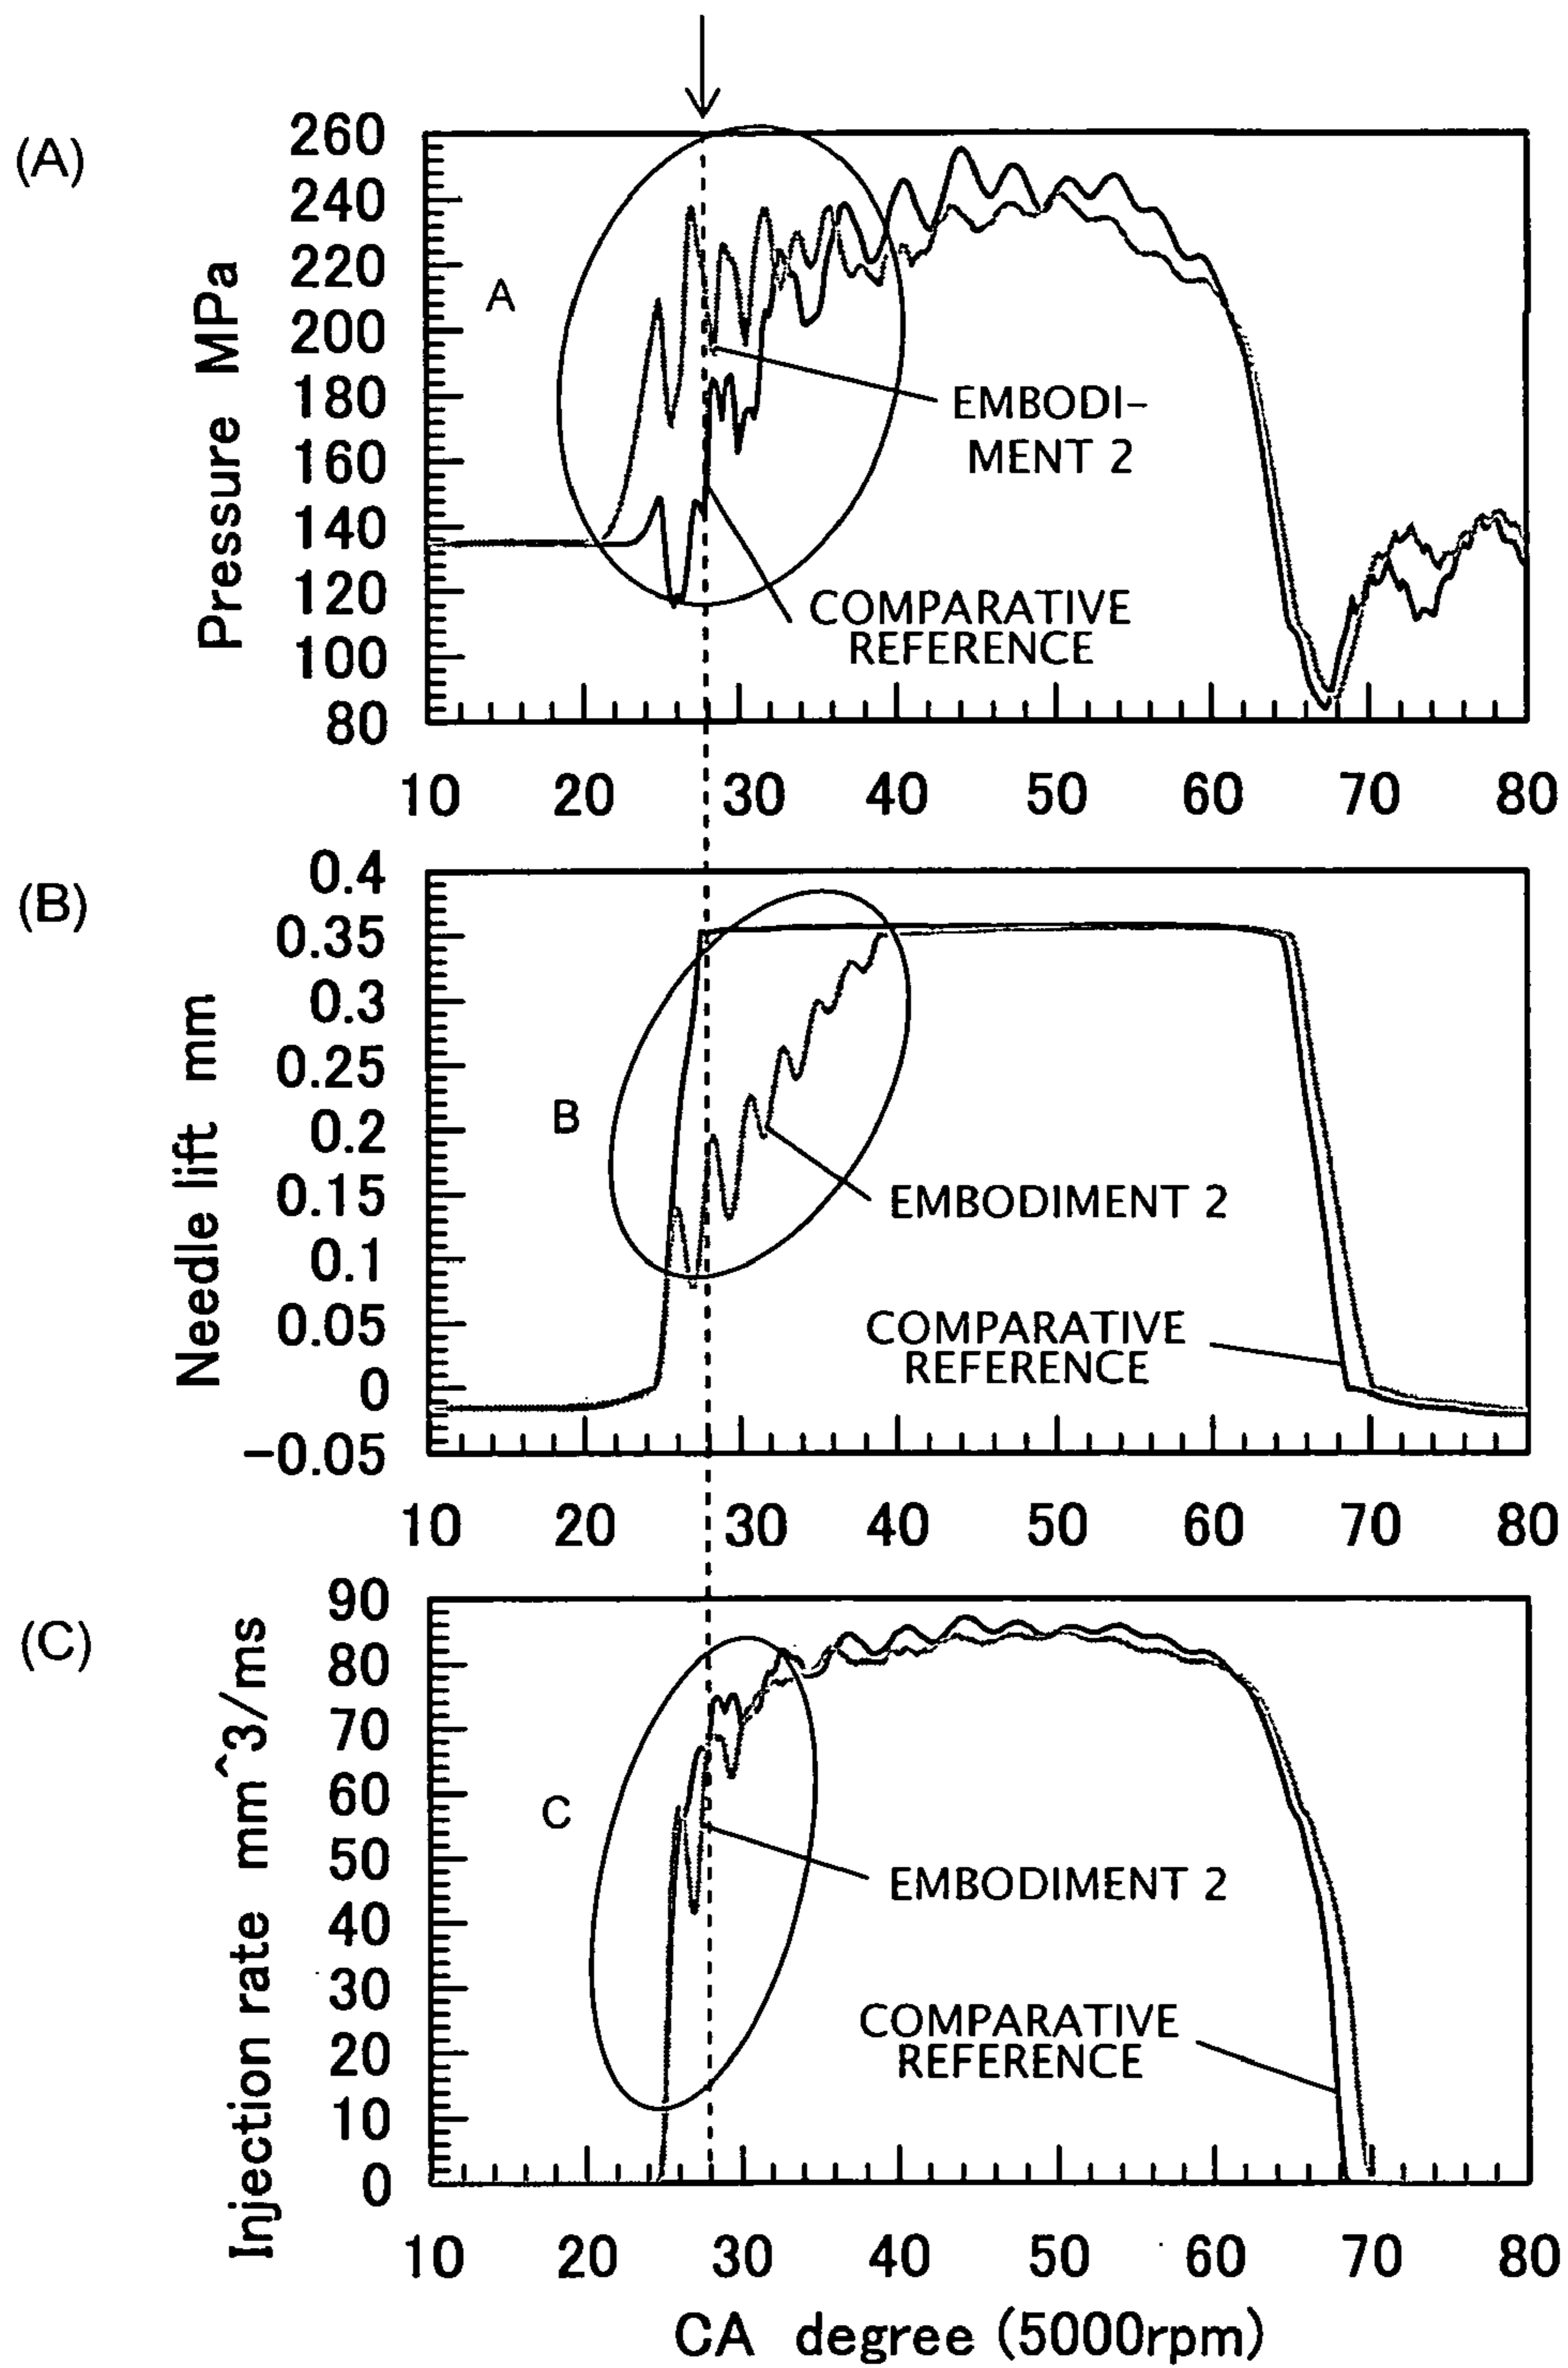 (A)
Pressure MPa
260
240
220
200
180
160
140
120
100
80
A
EMBODI-
MENT 2
COMPARATIVE
REFERENCE
10 20 30 40 50 60 70 80
(B)
Needle lift mm
0.4
0.35
0.3
0.25
0.2
0.15
0.1
0.05
0
-0.05
B
EMBODIMENT 2
COMPARATIVE
REFERENCE
10 20 30 40 50 60 70 80
(C)
Injection rate mm^3/ms
90
80
70
60
50
40
30
20
10
0
C
EMBODIMENT 2
COMPARATIVE
REFERENCE
10 20 30 40 50 60 70 80
CA degree (5000rpm)